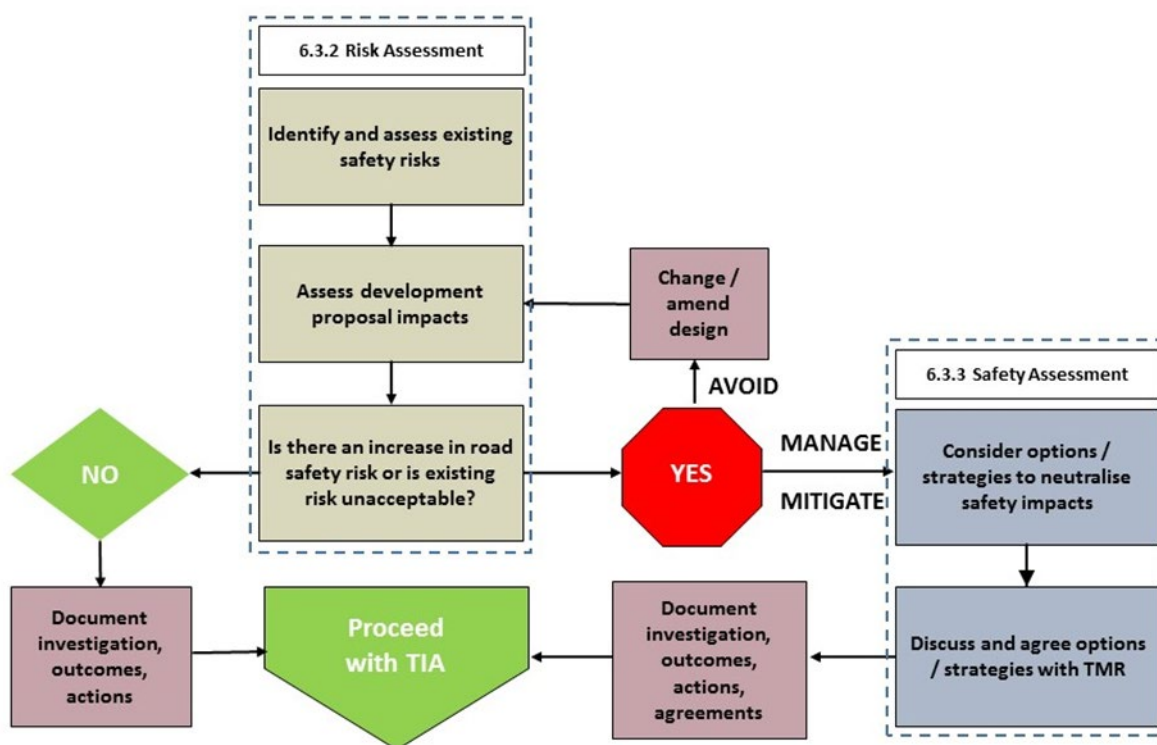 6.3.2 Risk Assessment
Identify and assess existing
safety risks
Assess development
proposal impacts
Change /
amend
design
AVOID
6.3.3 Safety Assessment
NO
Is there an increase in road
safety risk or is existing
risk unacceptable?
YES
MANAGE
MITIGATE
Consider options /
strategies to neutralise
safety impacts
Document
investigation,
outcomes,
actions
Proceed
with TIA
Document
investigation,
outcomes,
actions,
agreements
Discuss and agree options
/ strategies with TMR